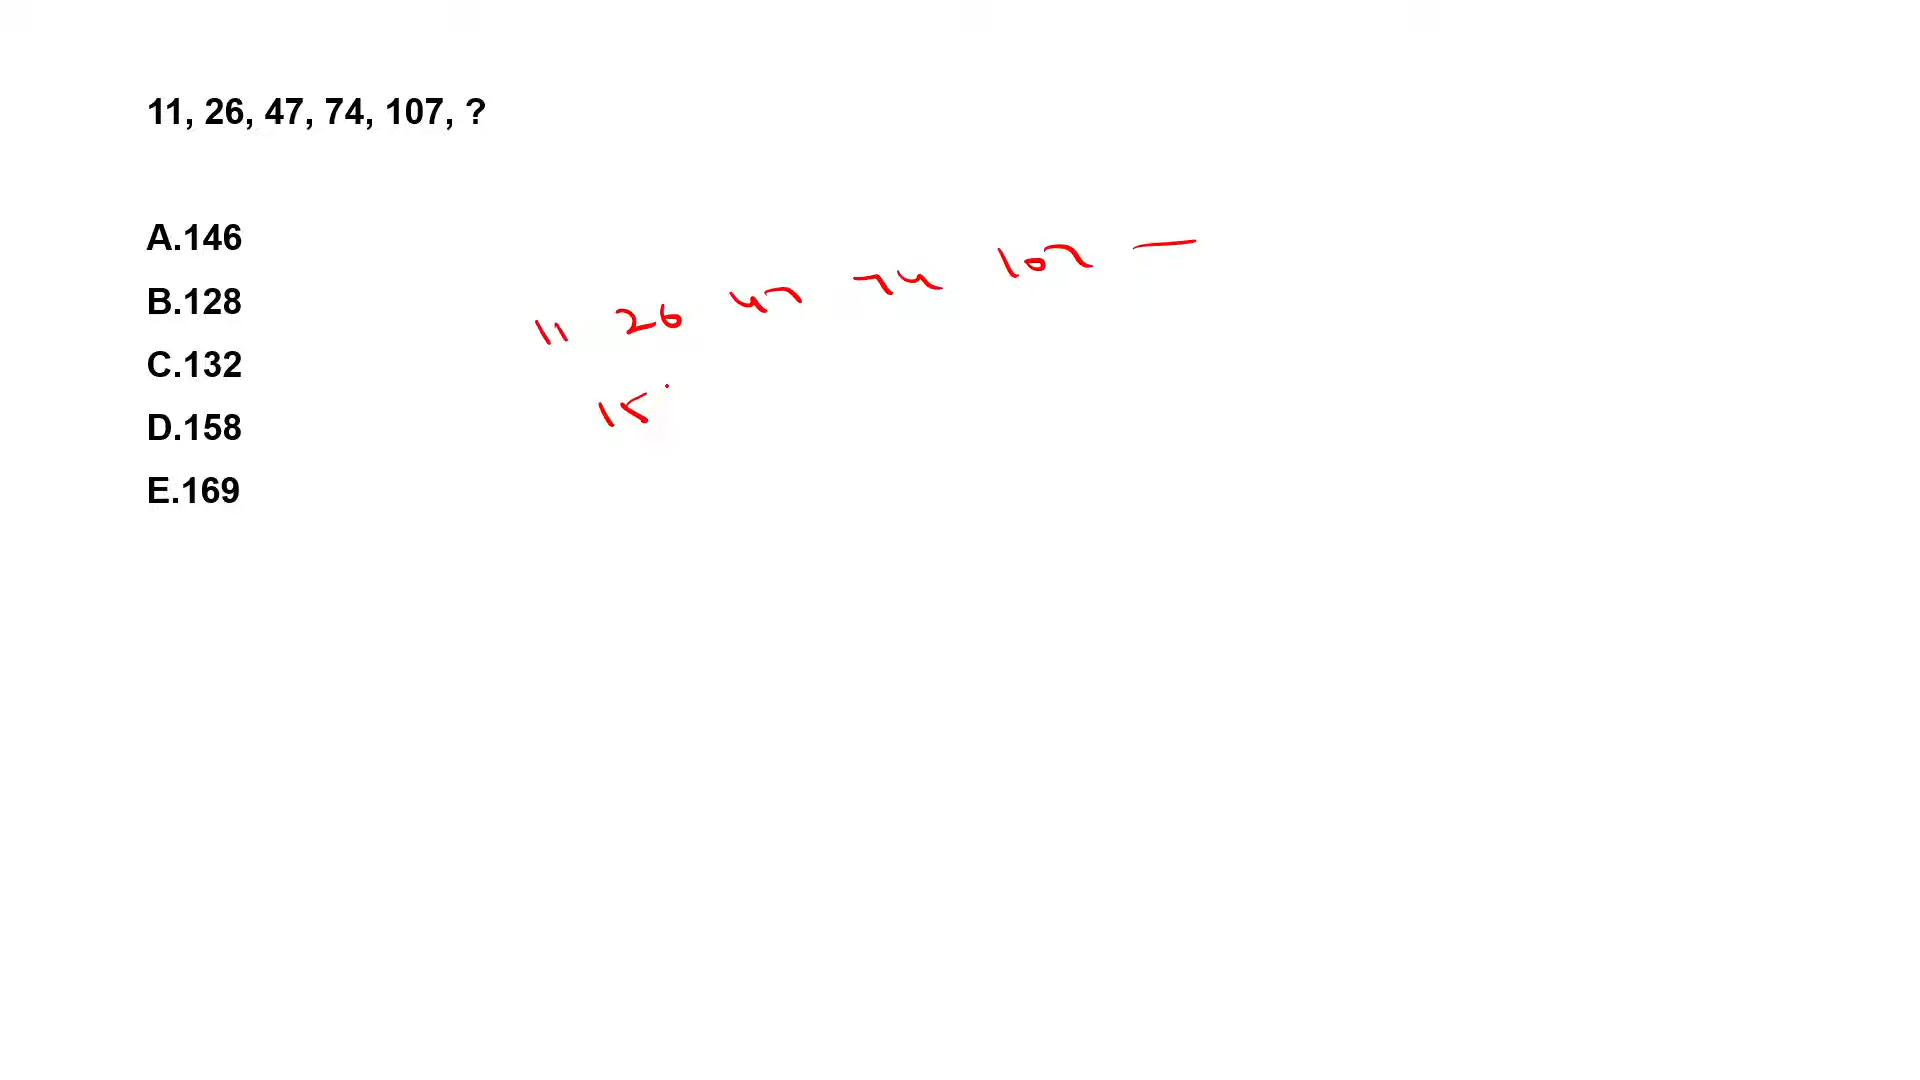 11, 26, 47, 74, 107, ?
A.146
B.128
C.132
D.158
E.169
11 26 47 74 107 —
15